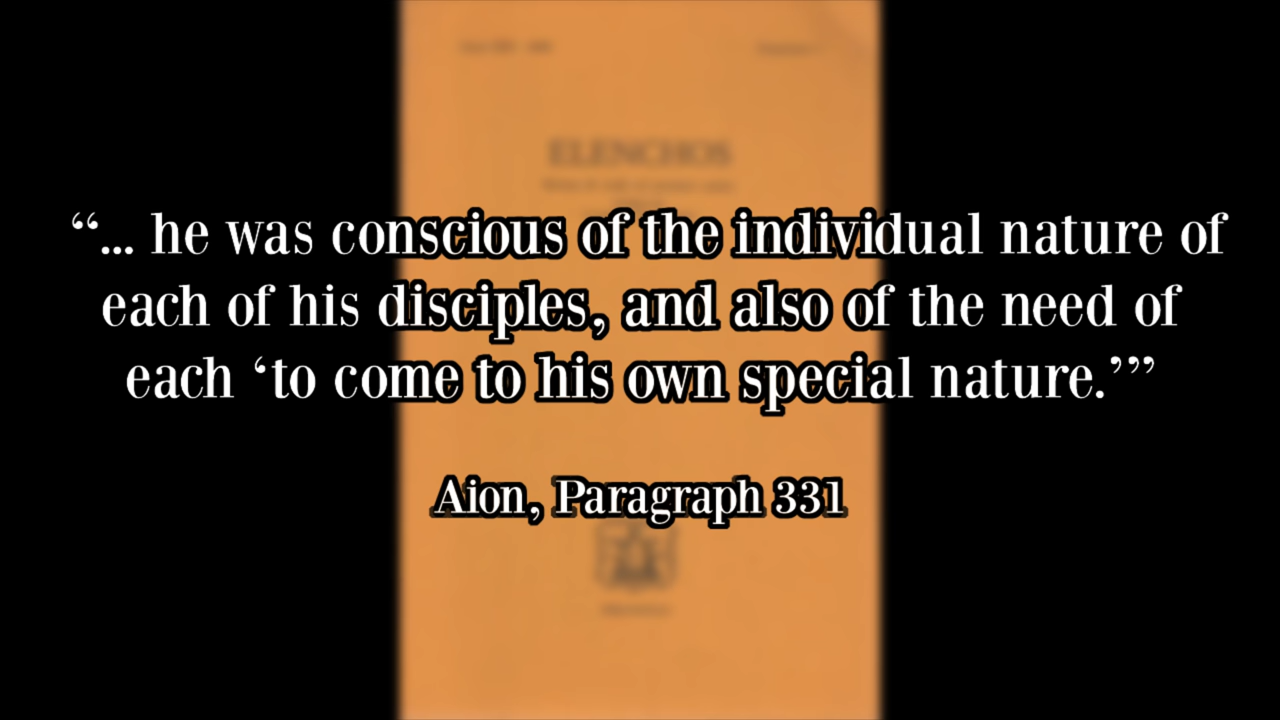 ELENCHOS
“... he was conscious of the individual nature of
each of his disciples, and also of the need of
each ‘to come to his own special nature.’”
Aion, Paragraph 331